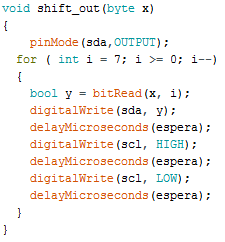 void shift_out(byte x)
{
pinMode(sda,OUTPUT);
for ( int i = 7; i >= 0; i--)
{
bool y = bitRead(x, i);
digitalWrite(sda, y);
delayMicroseconds(espera);
digitalWrite(scl, HIGH);
delayMicroseconds(espera);
digitalWrite(scl, LOW);
delayMicroseconds(espera);
}
}